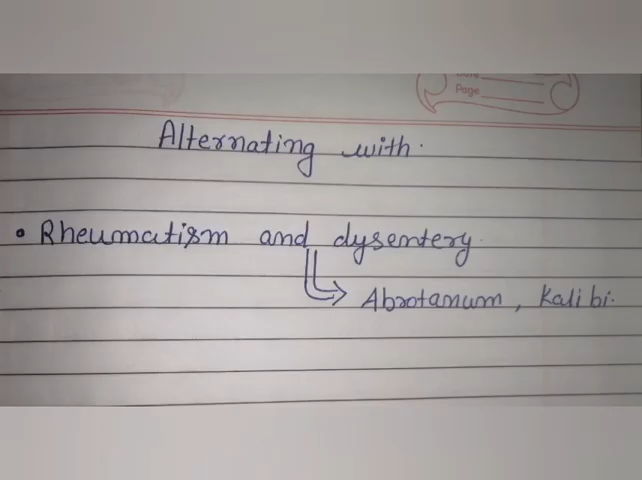 Page
Alternating with.
• Rheumatism and dysentery.
Abrotanum, Kali bi.